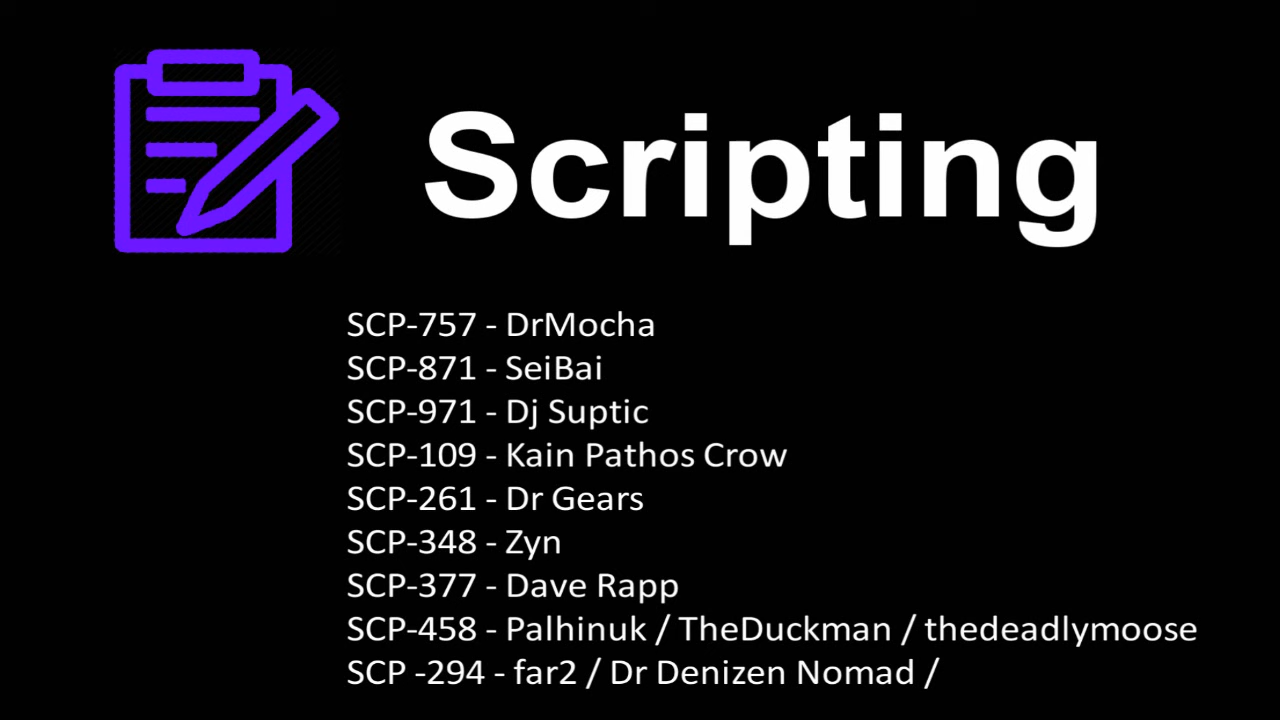 Scripting
SCP-757 - DrMocha
SCP-871 - SeiBai
SCP-971 - Dj Suptic
SCP-109 - Kain Pathos Crow
SCP-261 - Dr Gears
SCP-348 - Zyn
SCP-377 - Dave Rapp
SCP-458 - Palhinuk / TheDuckman / thedeadlymoose
SCP -294 - far2 / Dr Denizen Nomad /